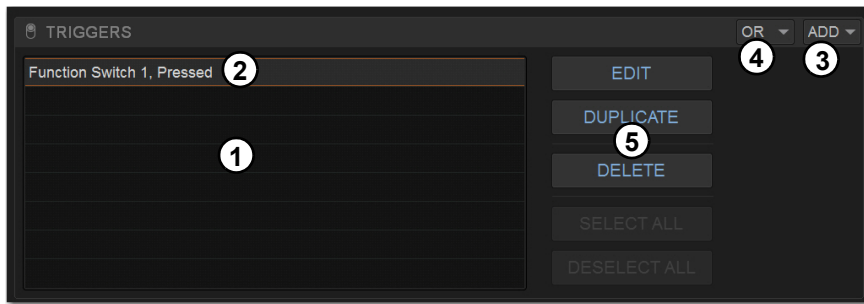 TRIGGERS OR ADD
4 3
Function Switch 1, Pressed 2 EDIT
DUPLICATE
5
1
DELETE
SELECT ALL
DESELECT ALL